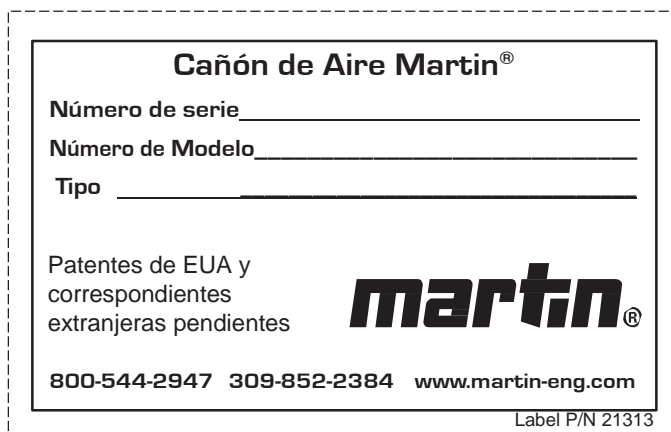 Cañón de Aire Martin®
Número de serie
Número de Modelo
Tipo
Patentes de EUA y
correspondientes
extranjeras pendientes
martin®
800-544-2947 309-852-2384 www.martin-eng.com
Label P/N 21313